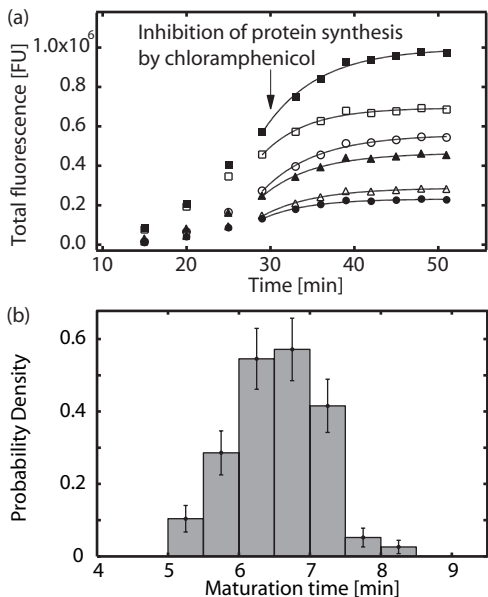 (a)
Inhibition of protein synthesis
by chloramphenicol
Total fluorescence [FU]
1.0x10⁶
0.8
0.6
0.4
0.2
0.0
10 20 30 40 50
Time [min]
(b)
Probability Density
0.6
0.4
0.2
0
4 5 6 7 8 9
Maturation time [min]